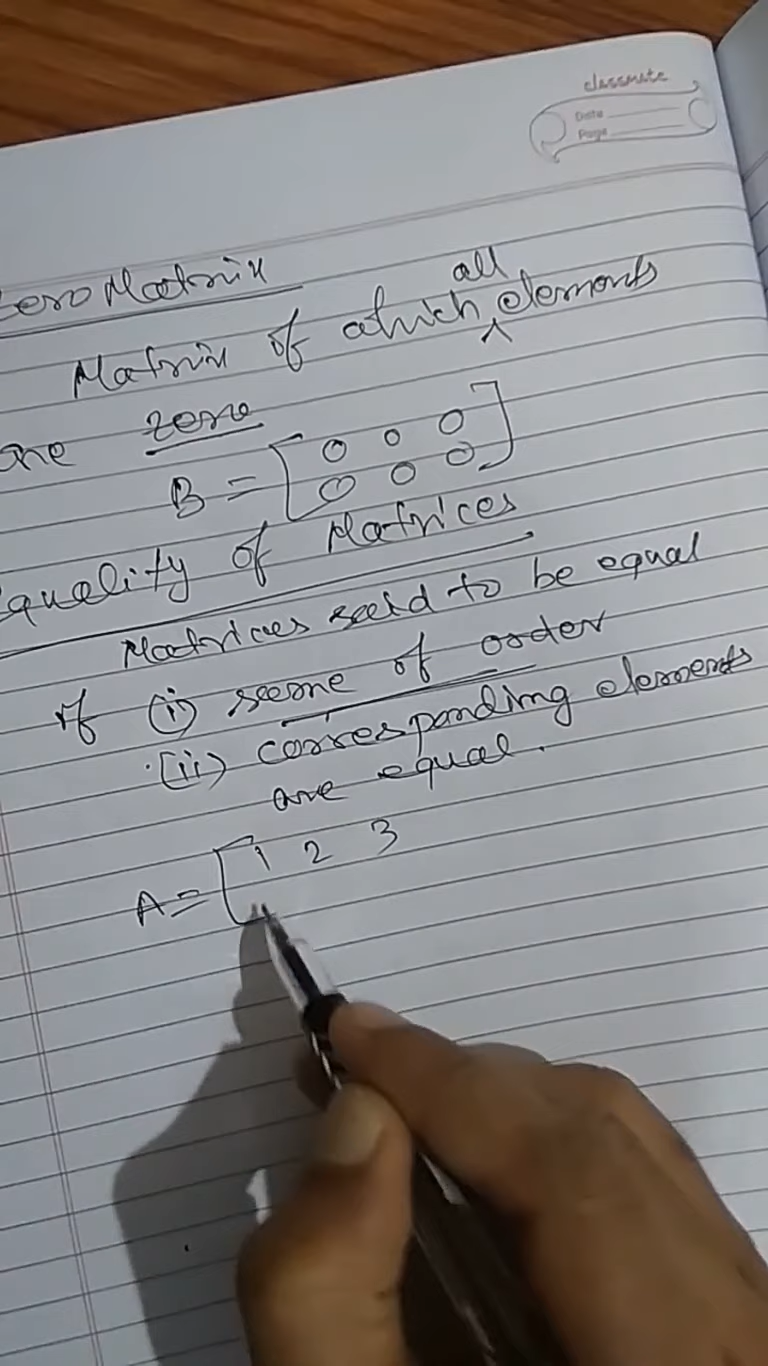 classmate
Date
Page
Zero Matrix
all
Matrix of which ^ elements
are zero
B = [0 0 0
0 0 0]
Equality of Matrices
Matrices said to be equal
if (i) same of order
(ii) corresponding elements
are equal.
A = [1 2 3